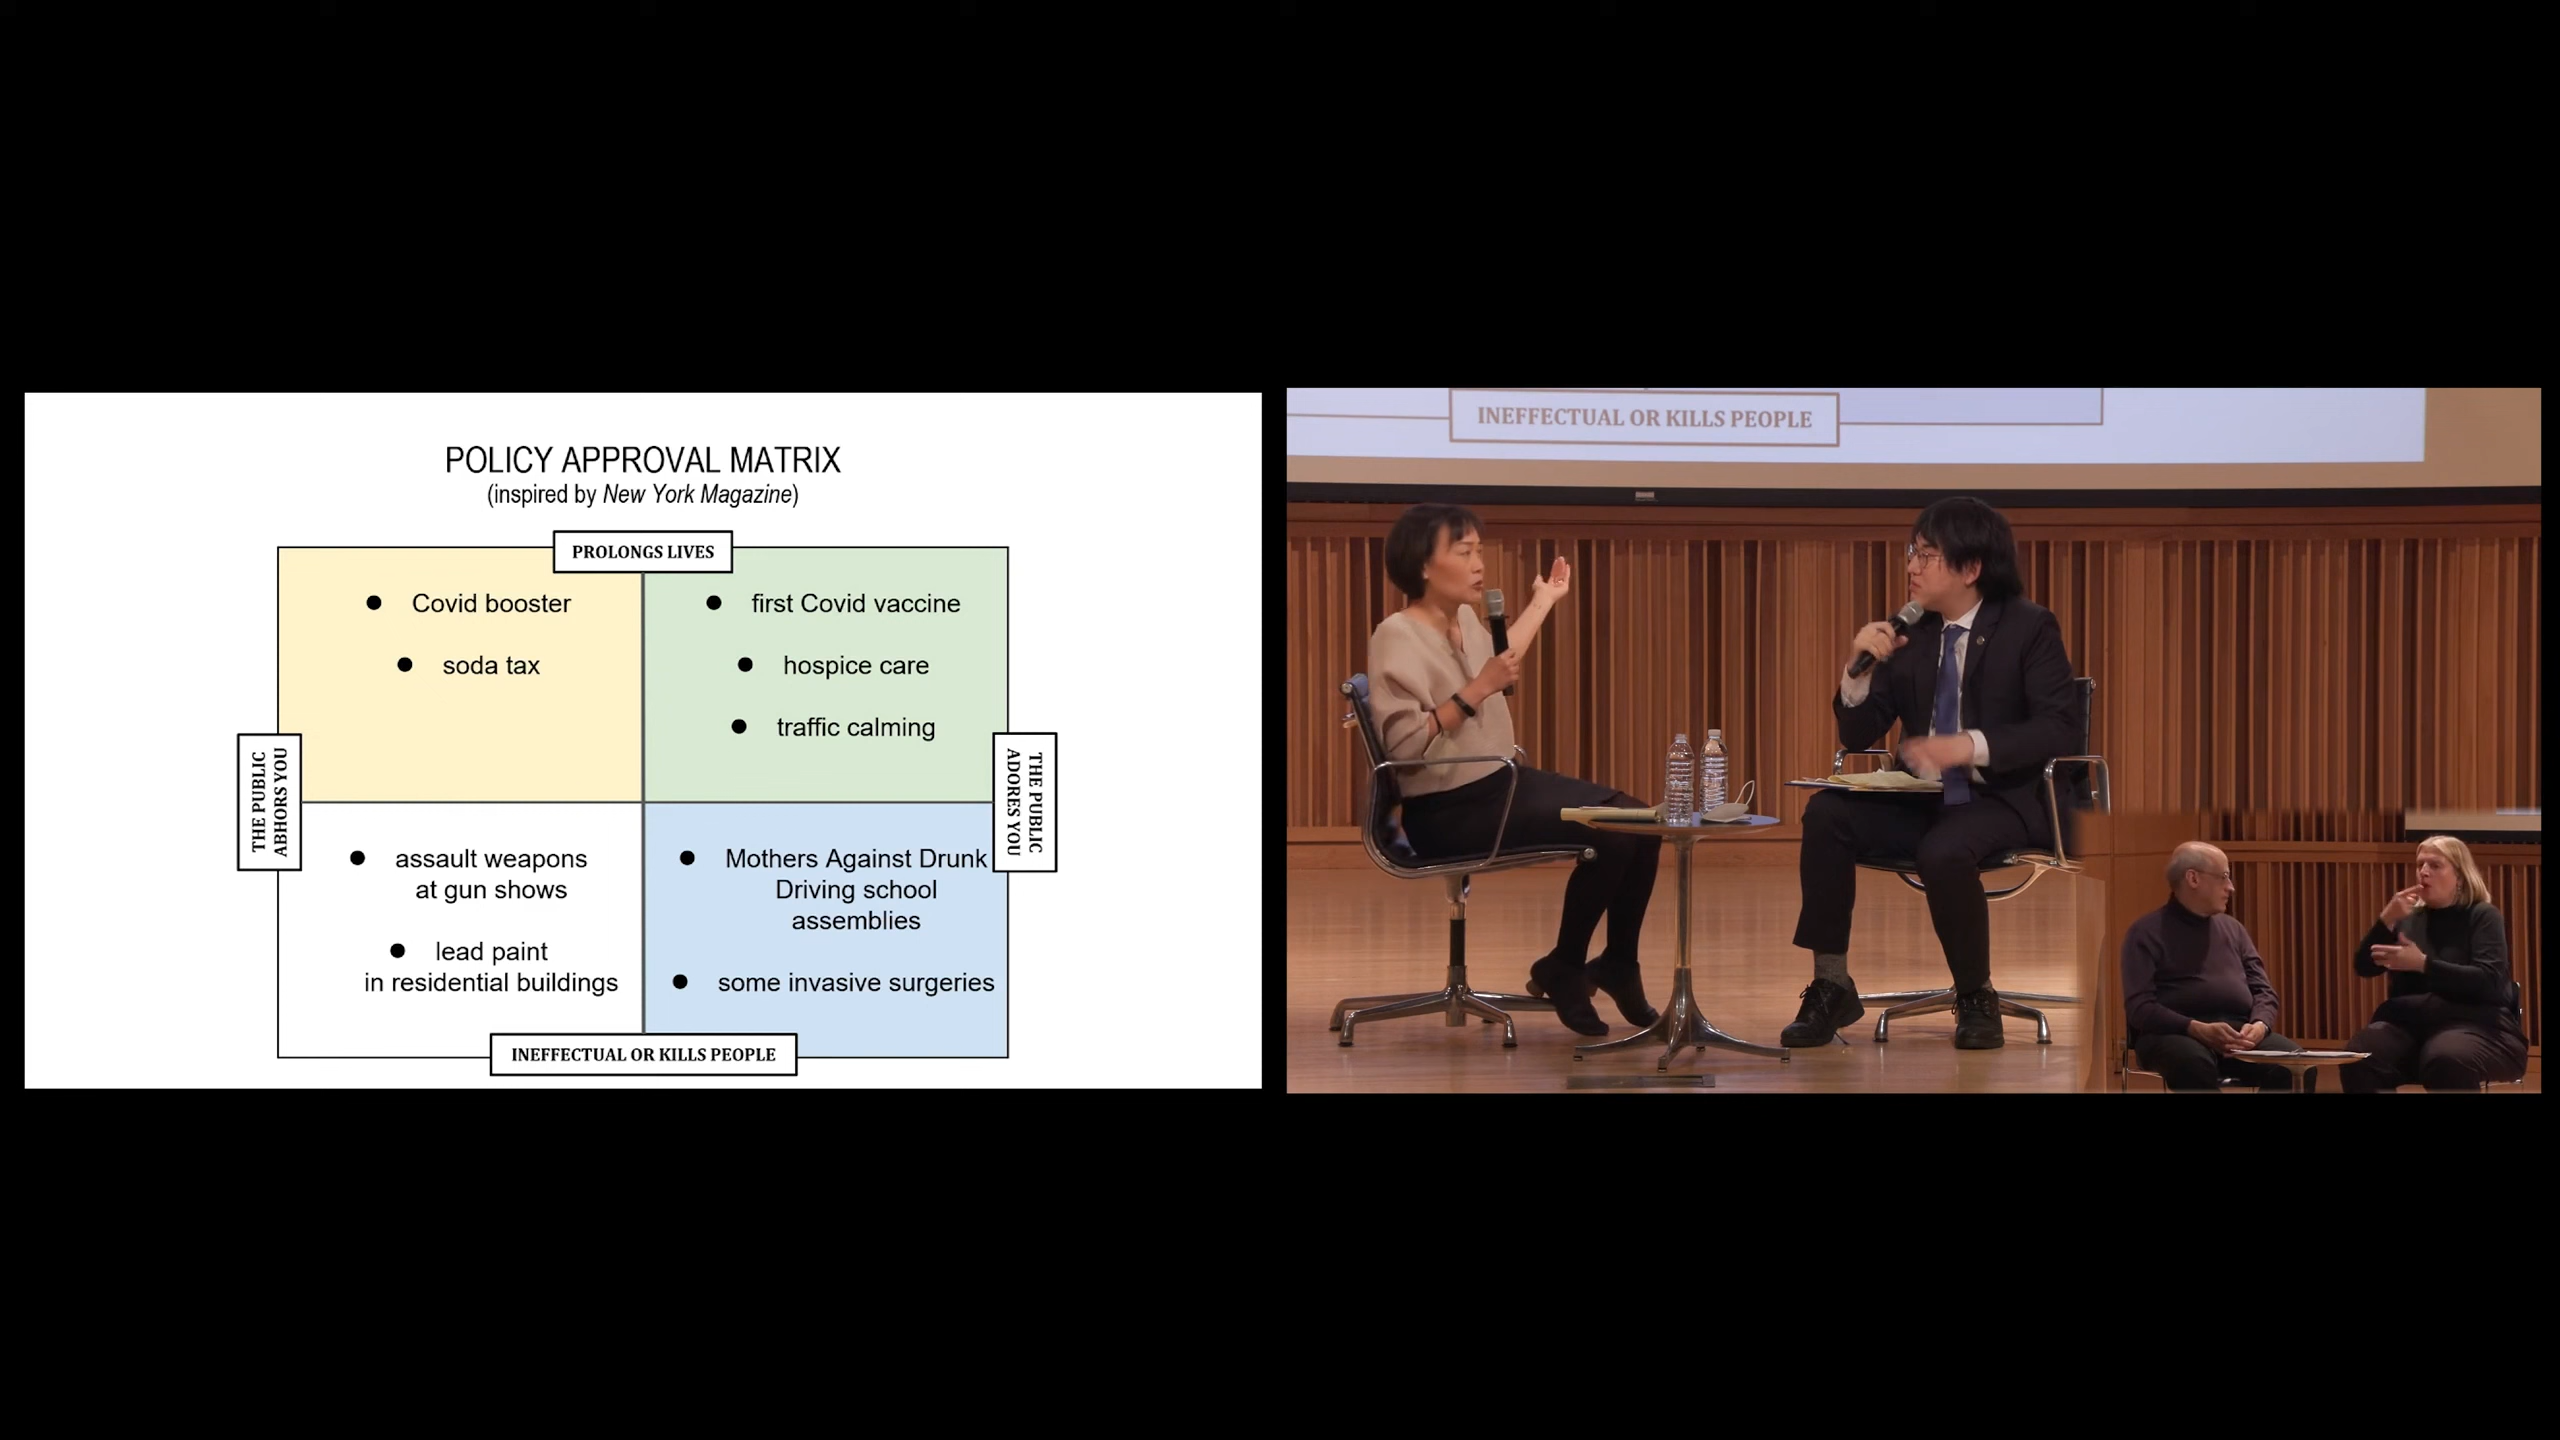 POLICY APPROVAL MATRIX
(inspired by New York Magazine)
PROLONGS LIVES
● Covid booster
● soda tax
● first Covid vaccine
● hospice care
● traffic calming
THE PUBLIC
ABHORS YOU
THE PUBLIC
ADORES YOU
● assault weapons
at gun shows
● lead paint
in residential buildings
● Mothers Against Drunk
Driving school
assemblies
● some invasive surgeries
INEFFECTUAL OR KILLS PEOPLE
INEFFECTUAL OR KILLS PEOPLE